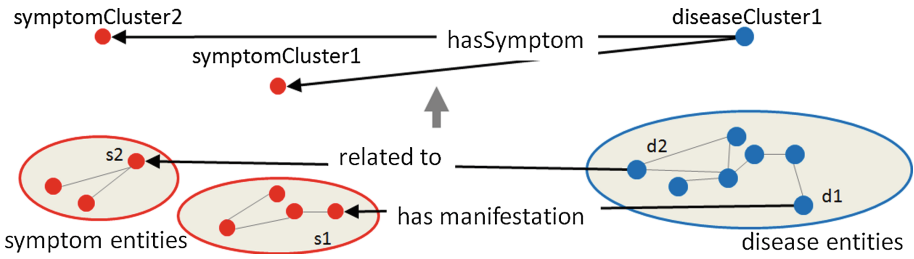 symptomCluster2
diseaseCluster1
hasSymptom
symptomCluster1
s2
related to
d2
d1
has manifestation
s1
symptom entities
disease entities